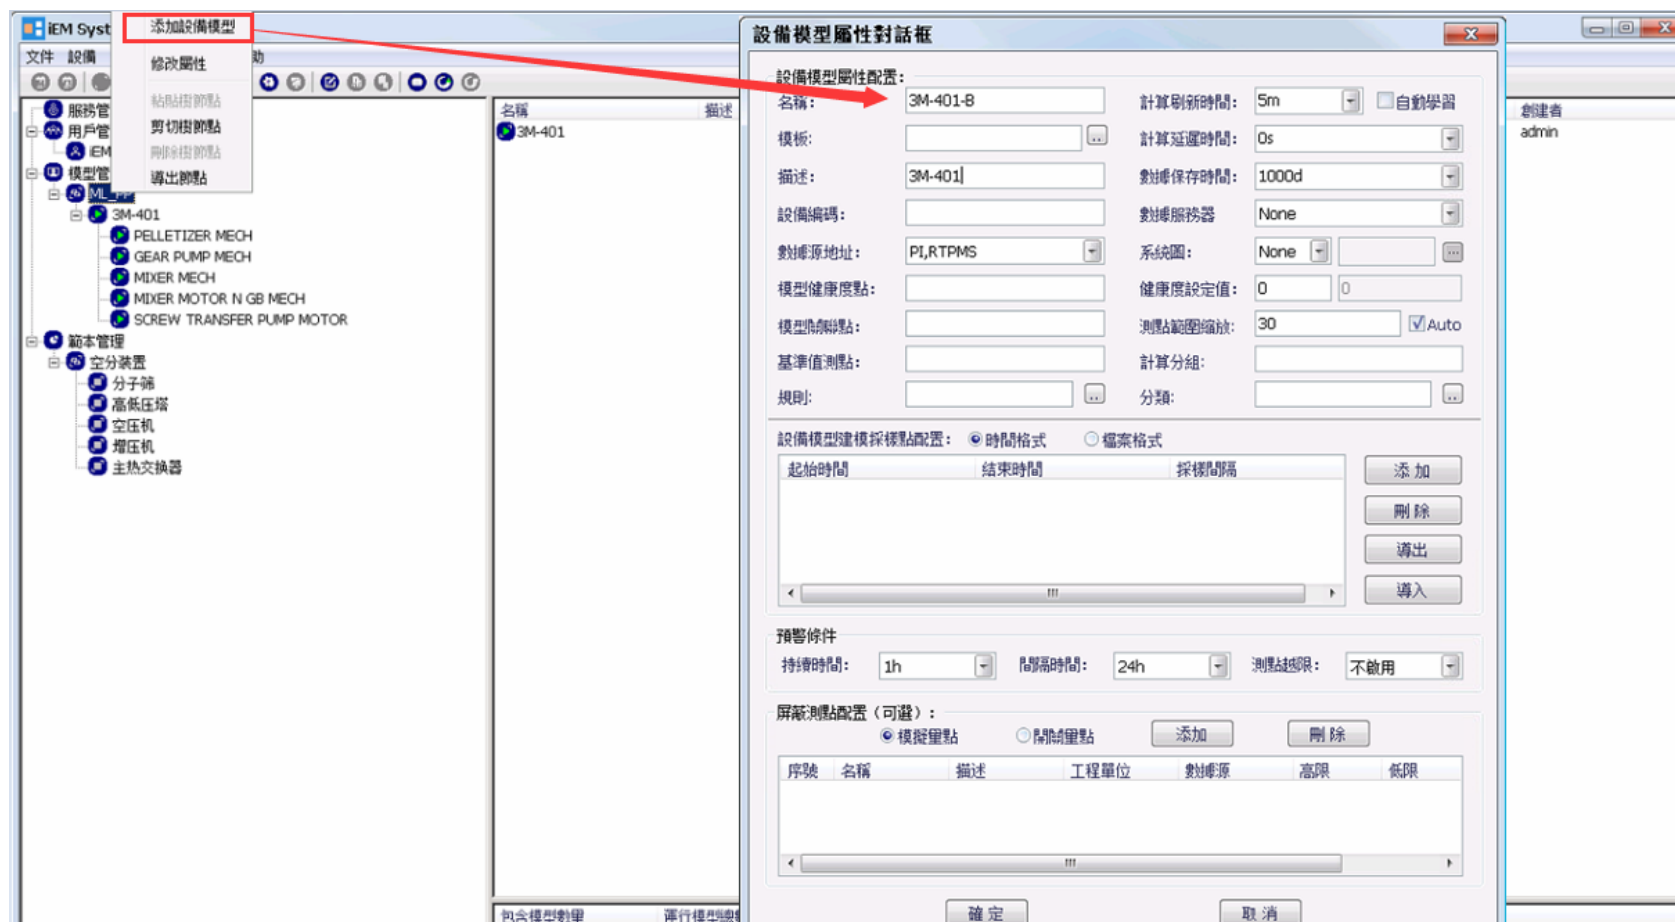 iEM Syst
添加設備模型
修改屬性
粘貼樹節點
剪切樹節點
刪除樹節點
導出節點
文件 設備 助
服務管
用戶管
iEM
模型管
3M-401
PELLETIZER MECH
GEAR PUMP MECH
MIXER MECH
MIXER MOTOR N GB MECH
SCREW TRANSFER PUMP MOTOR
範本管理
空分装置
分子筛
高低压塔
空压机
增压机
主热交换器
名稱 描述
3M-401
創建者
admin
包含模型數量
設備模型屬性對話框
設備模型屬性配置：
名稱： 3M-401-B 計算刷新時間： 5m 自動學習
模板: .. 計算延遲時間： 0s
描述： 3M-401 數據保存時間： 1000d
設備編碼： 數據服務器 None
數據源地址： PI,RTPMS 系統圖： None ...
模型健康度點： 健康度設定值： 0 0
模型關聯點： 測點範圍縮放: 30 Auto
基準值測點： 計算分組:
規則: .. 分類: ..
設備模型建模採樣點配置： 時間格式 檔案格式
起始時間 结束時間 採樣間隔
添 加
刪 除
導出
導入
預警條件
持續時間： 1h 間隔時間： 24h 測點越限： 不啟用
屏蔽測點配置（可選）：
模擬量點 開關量點 添加 刪 除
序號 名稱 描述 工程單位 數據源 高限 低限
確 定 取 消